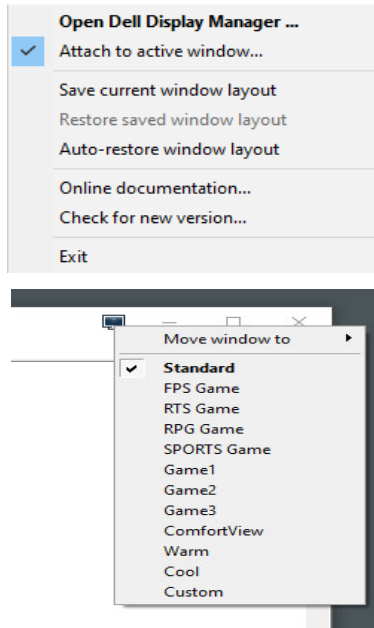 Open Dell Display Manager ...
Attach to active window...
Save current window layout
Restore saved window layout
Auto-restore window layout
Online documentation...
Check for new version...
Exit
Move window to
Standard
FPS Game
RTS Game
RPG Game
SPORTS Game
Game1
Game2
Game3
ComfortView
Warm
Cool
Custom